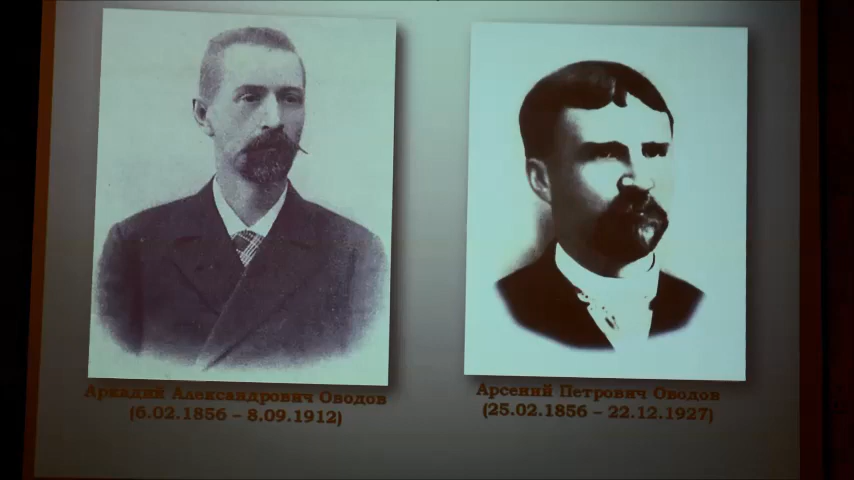 Аркадий Александрович Оводов
(6.02.1856 – 8.09.1912)
Арсений Петрович Оводов
(25.02.1856 – 22.12.1927)